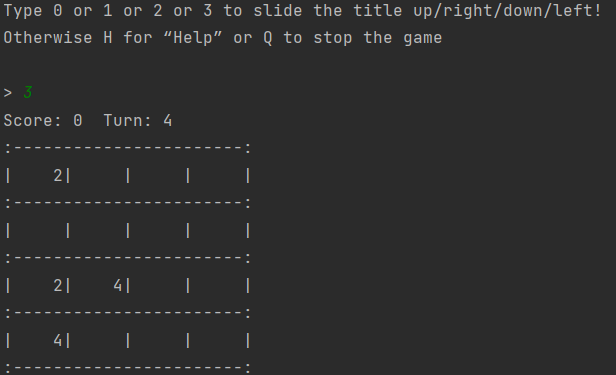 Type 0 or 1 or 2 or 3 to slide the title up/right/down/left!
Otherwise H for “Help” or Q to stop the game
> 3
Score: 0  Turn: 4
:-----------------------:
|    2|     |     |     |
:-----------------------:
|     |     |     |     |
:-----------------------:
|    2|    4|     |     |
:-----------------------:
|    4|     |     |     |
:-----------------------: